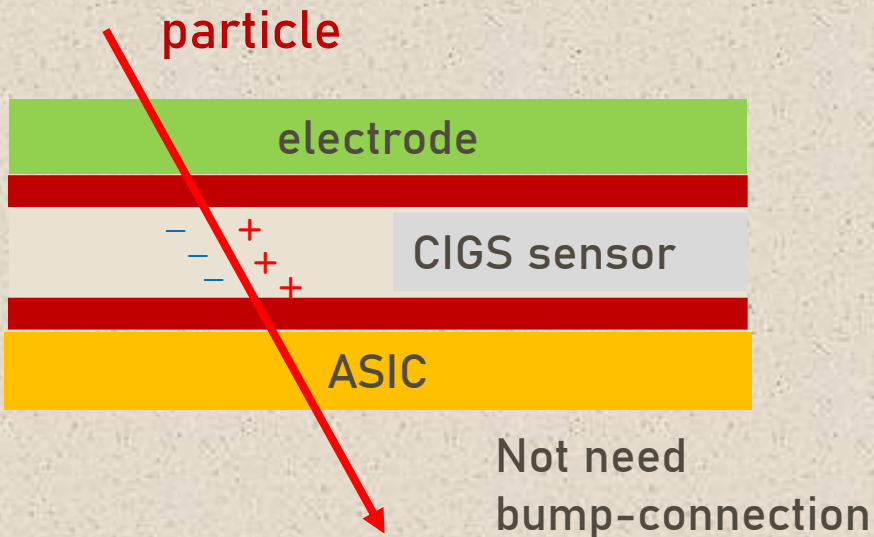 particle
electrode
– +
– +
– +
CIGS sensor
ASIC
Not need
bump-connection